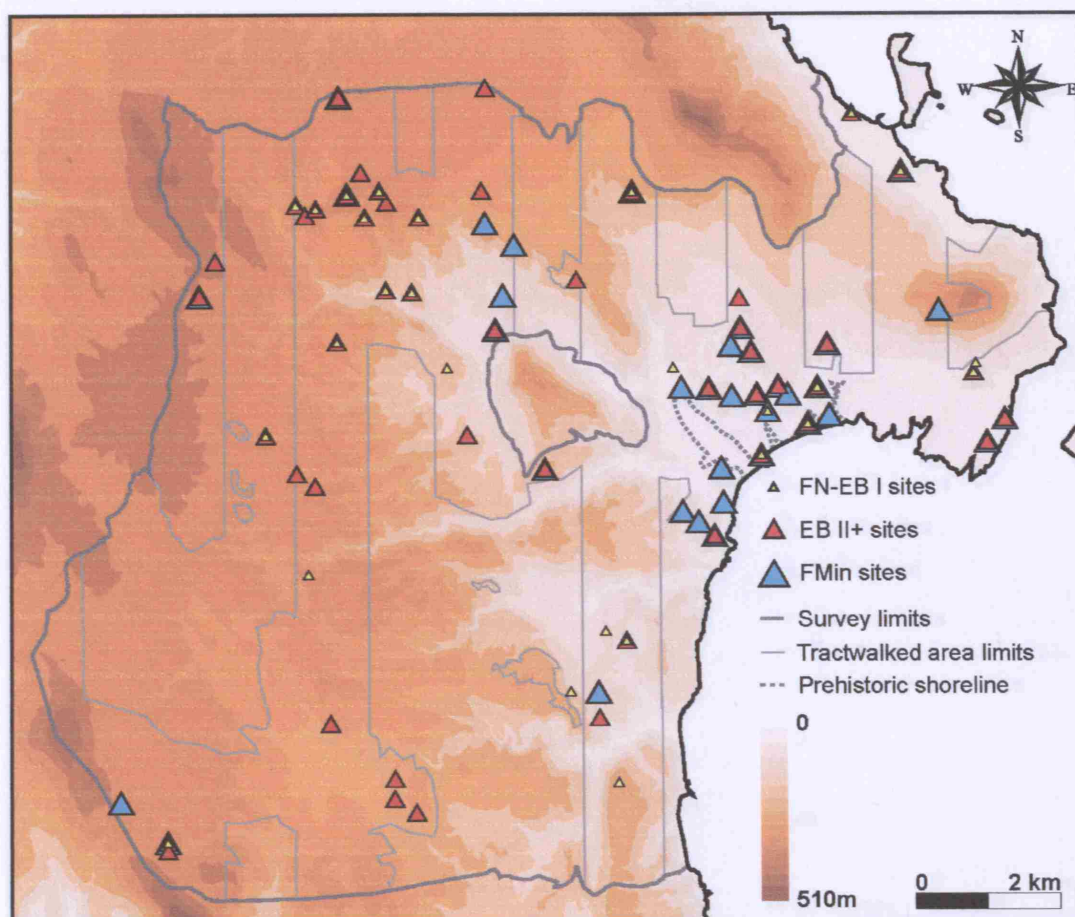 N
W E
S
FN-EB I sites
EB II+ sites
FMin sites
Survey limits
Tractwalked area limits
Prehistoric shoreline
0
510m
0 2 km